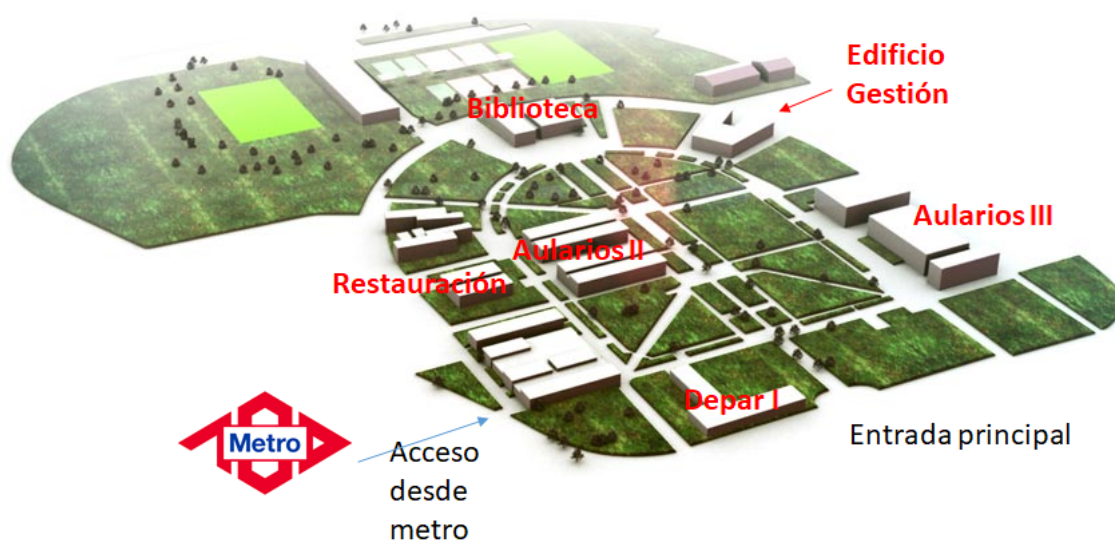 Edificio
Gestión
Biblioteca
Aularios III
Aularios II
Restauración
Depar I
Metro
Acceso
desde
metro
Entrada principal